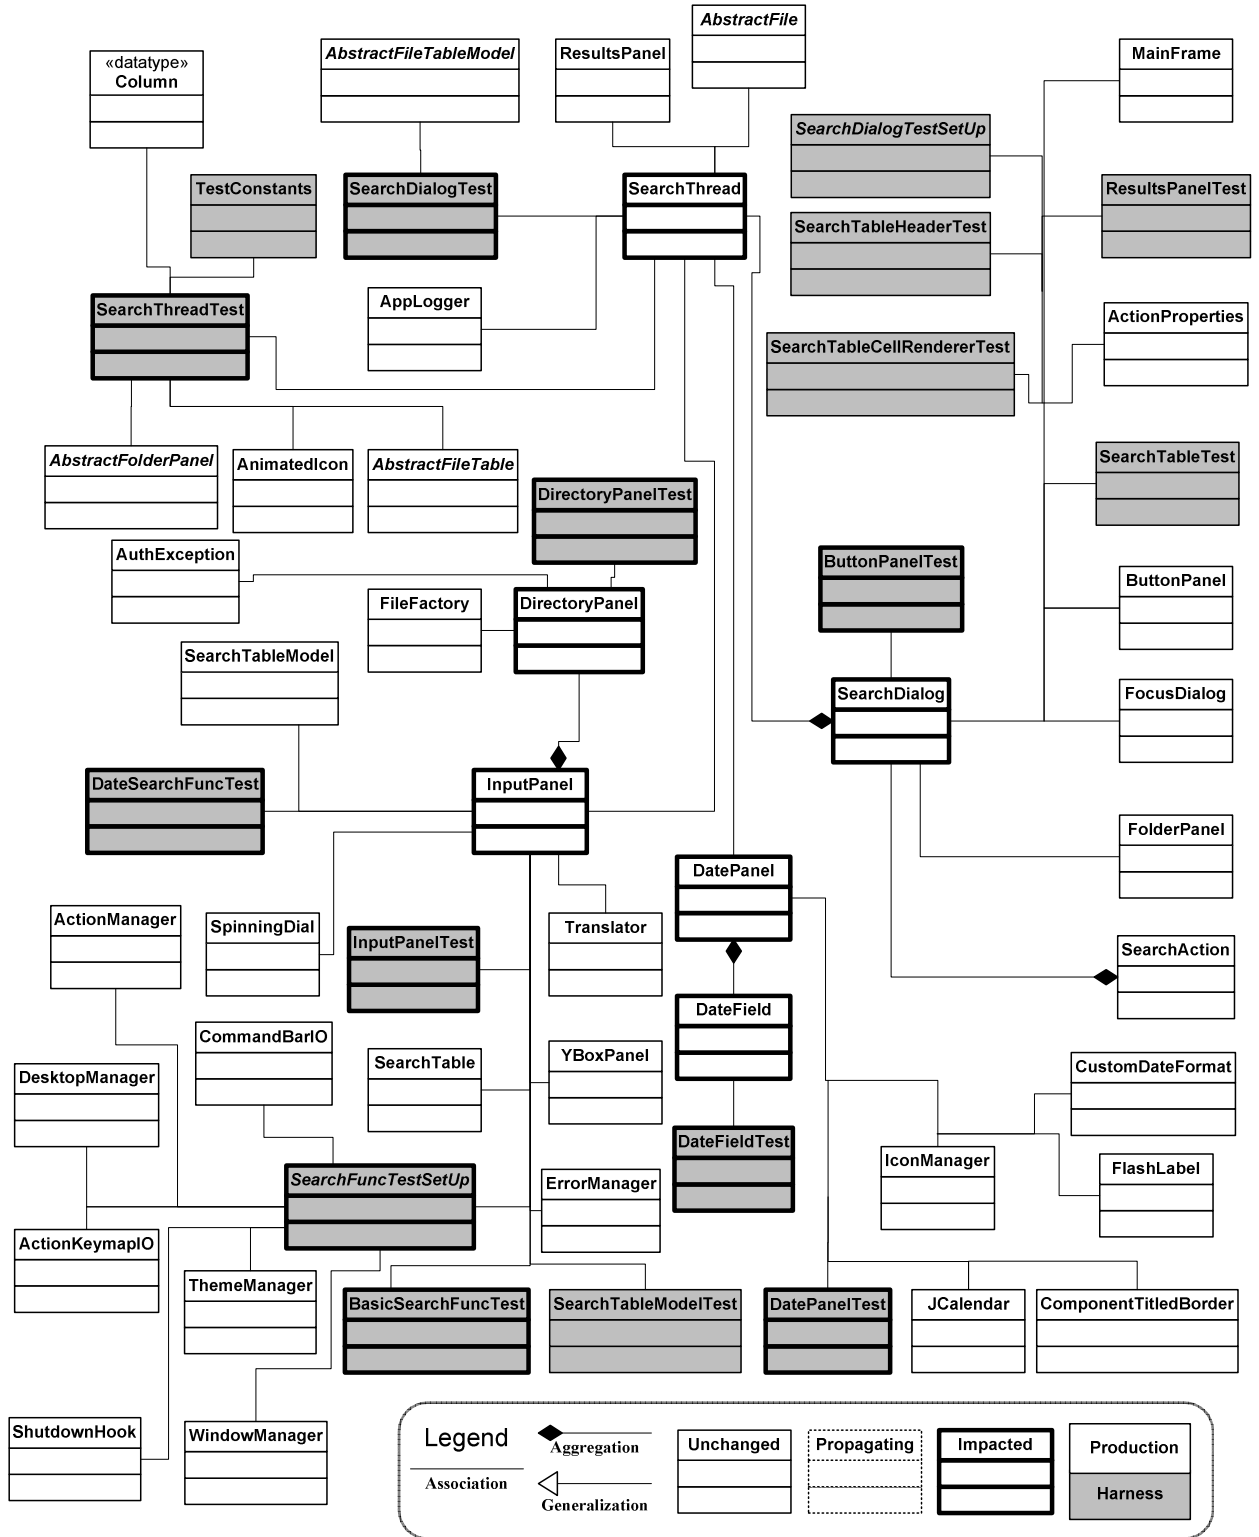 AbstractFile
«datatype»
Column
AbstractFileTableModel
ResultsPanel
MainFrame
SearchDialogTestSetUp
TestConstants
SearchDialogTest
SearchThread
ResultsPanelTest
SearchTableHeaderTest
SearchThreadTest
AppLogger
ActionProperties
SearchTableCellRendererTest
AbstractFolderPanel
AnimatedIcon
AbstractFileTable
SearchTableTest
DirectoryPanelTest
AuthException
ButtonPanelTest
ButtonPanel
FileFactory
DirectoryPanel
SearchTableModel
SearchDialog
FocusDialog
DateSearchFuncTest
InputPanel
FolderPanel
DatePanel
ActionManager
SpinningDial
InputPanelTest
Translator
SearchAction
DateField
CommandBarIO
SearchTable
YBoxPanel
DesktopManager
CustomDateFormat
DateFieldTest
IconManager
FlashLabel
SearchFuncTestSetUp
ErrorManager
ActionKeymapIO
ThemeManager
BasicSearchFuncTest
SearchTableModelTest
DatePanelTest
JCalendar
ComponentTitledBorder
ShutdownHook
WindowManager
Legend
Association
Aggregation
Generalization
Unchanged
Propagating
Impacted
Production
Harness